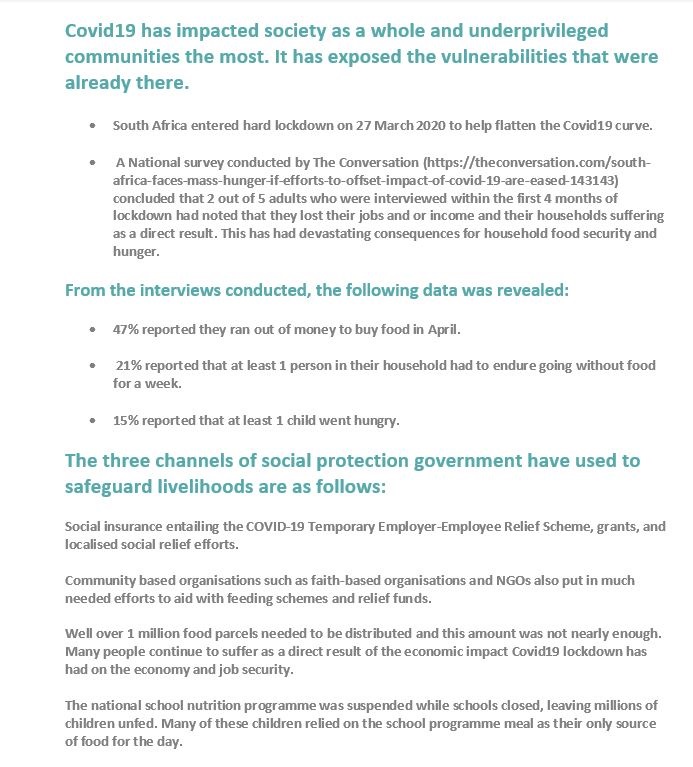 Covid19 has impacted society as a whole and underprivileged
communities the most. It has exposed the vulnerabilities that were
already there.
• South Africa entered hard lockdown on 27 March 2020 to help flatten the Covid19 curve.
• A National survey conducted by The Conversation (https://theconversation.com/south-
africa-faces-mass-hunger-if-efforts-to-offset-impact-of-covid-19-are-eased-143143)
concluded that 2 out of 5 adults who were interviewed within the first 4 months of
lockdown had noted that they lost their jobs and or income and their households suffering
as a direct result. This has had devastating consequences for household food security and
hunger.
From the interviews conducted, the following data was revealed:
• 47% reported they ran out of money to buy food in April.
• 21% reported that at least 1 person in their household had to endure going without food
for a week.
• 15% reported that at least 1 child went hungry.
The three channels of social protection government have used to
safeguard livelihoods are as follows:
Social insurance entailing the COVID-19 Temporary Employer-Employee Relief Scheme, grants, and
localised social relief efforts.
Community based organisations such as faith-based organisations and NGOs also put in much
needed efforts to aid with feeding schemes and relief funds.
Well over 1 million food parcels needed to be distributed and this amount was not nearly enough.
Many people continue to suffer as a direct result of the economic impact Covid19 lockdown has
had on the economy and job security.
The national school nutrition programme was suspended while schools closed, leaving millions of
children unfed. Many of these children relied on the school programme meal as their only source
of food for the day.